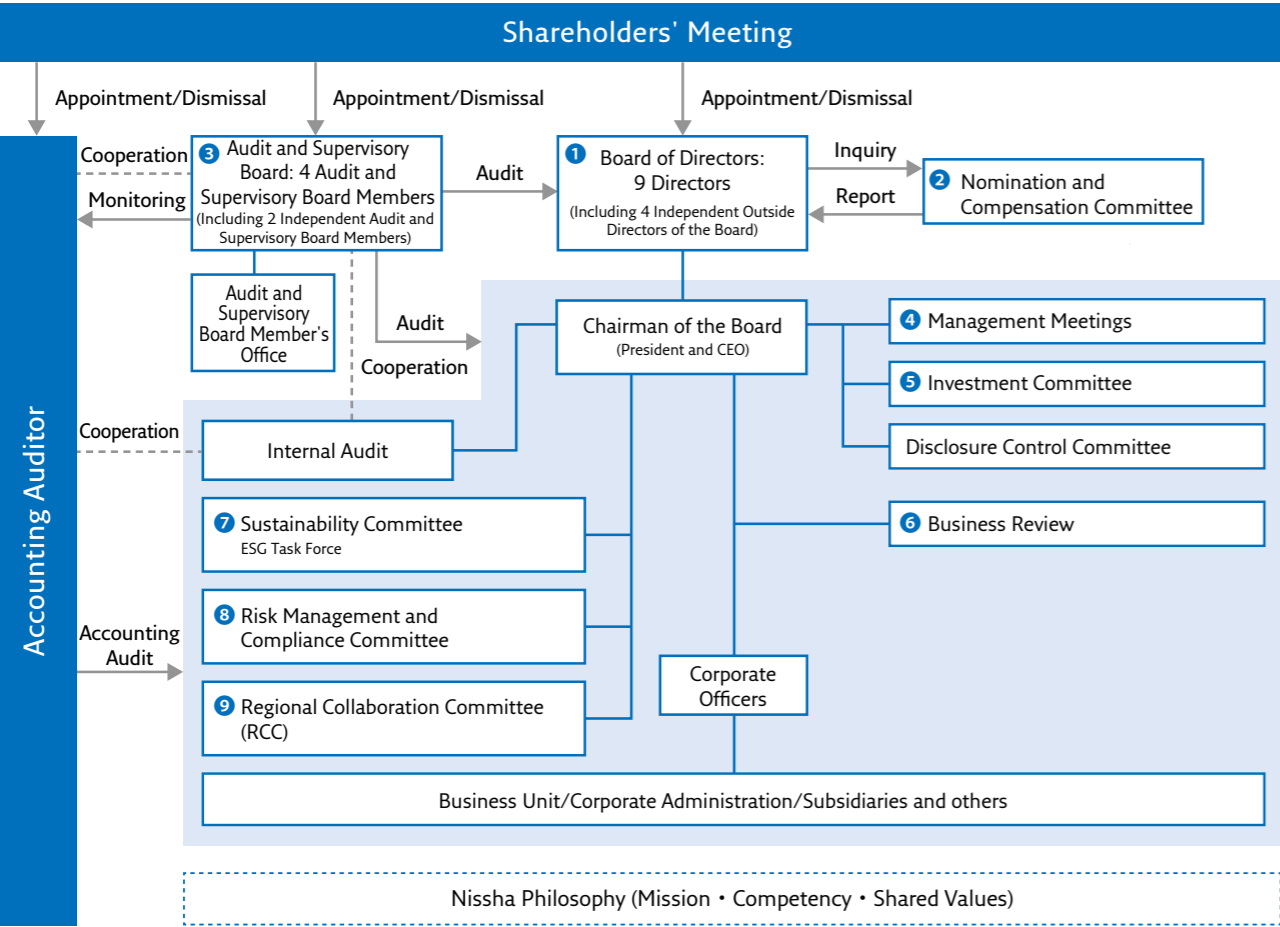 Shareholders' Meeting
Appointment/Dismissal
Appointment/Dismissal
Appointment/Dismissal
Accounting Auditor
Cooperation
Monitoring
3 Audit and Supervisory
Board: 4 Audit and
Supervisory Board Members
(Including 2 Independent Audit and
Supervisory Board Members)
Audit
1 Board of Directors:
9 Directors
(Including 4 Independent Outside
Directors of the Board)
Inquiry
Report
2 Nomination and
Compensation Committee
Audit and
Supervisory
Board Member's
Office
Audit
Cooperation
Chairman of the Board
(President and CEO)
4 Management Meetings
5 Investment Committee
Disclosure Control Committee
6 Business Review
Cooperation
Internal Audit
7 Sustainability Committee
ESG Task Force
8 Risk Management and
Compliance Committee
Accounting
Audit
9 Regional Collaboration Committee
(RCC)
Corporate
Officers
Business Unit/Corporate Administration/Subsidiaries and others
Nissha Philosophy (Mission・Competency・Shared Values)